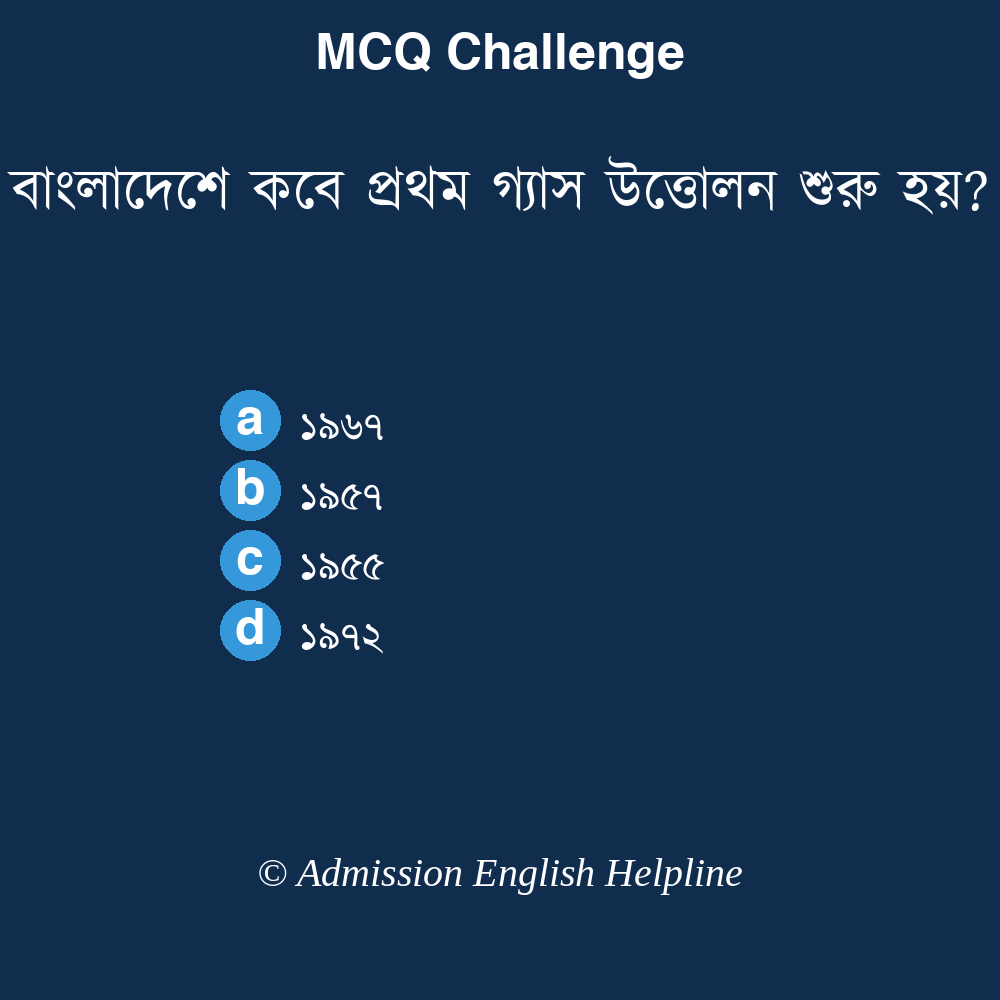 MCQ Challenge
বাংলাদেশে কবে প্রথম গ্যাস উত্তোলন শুরু হয়?
a ১৯৬৭
b ১৯৫৭
c ১৯৫৫
d ১৯৭২
© Admission English Helpline